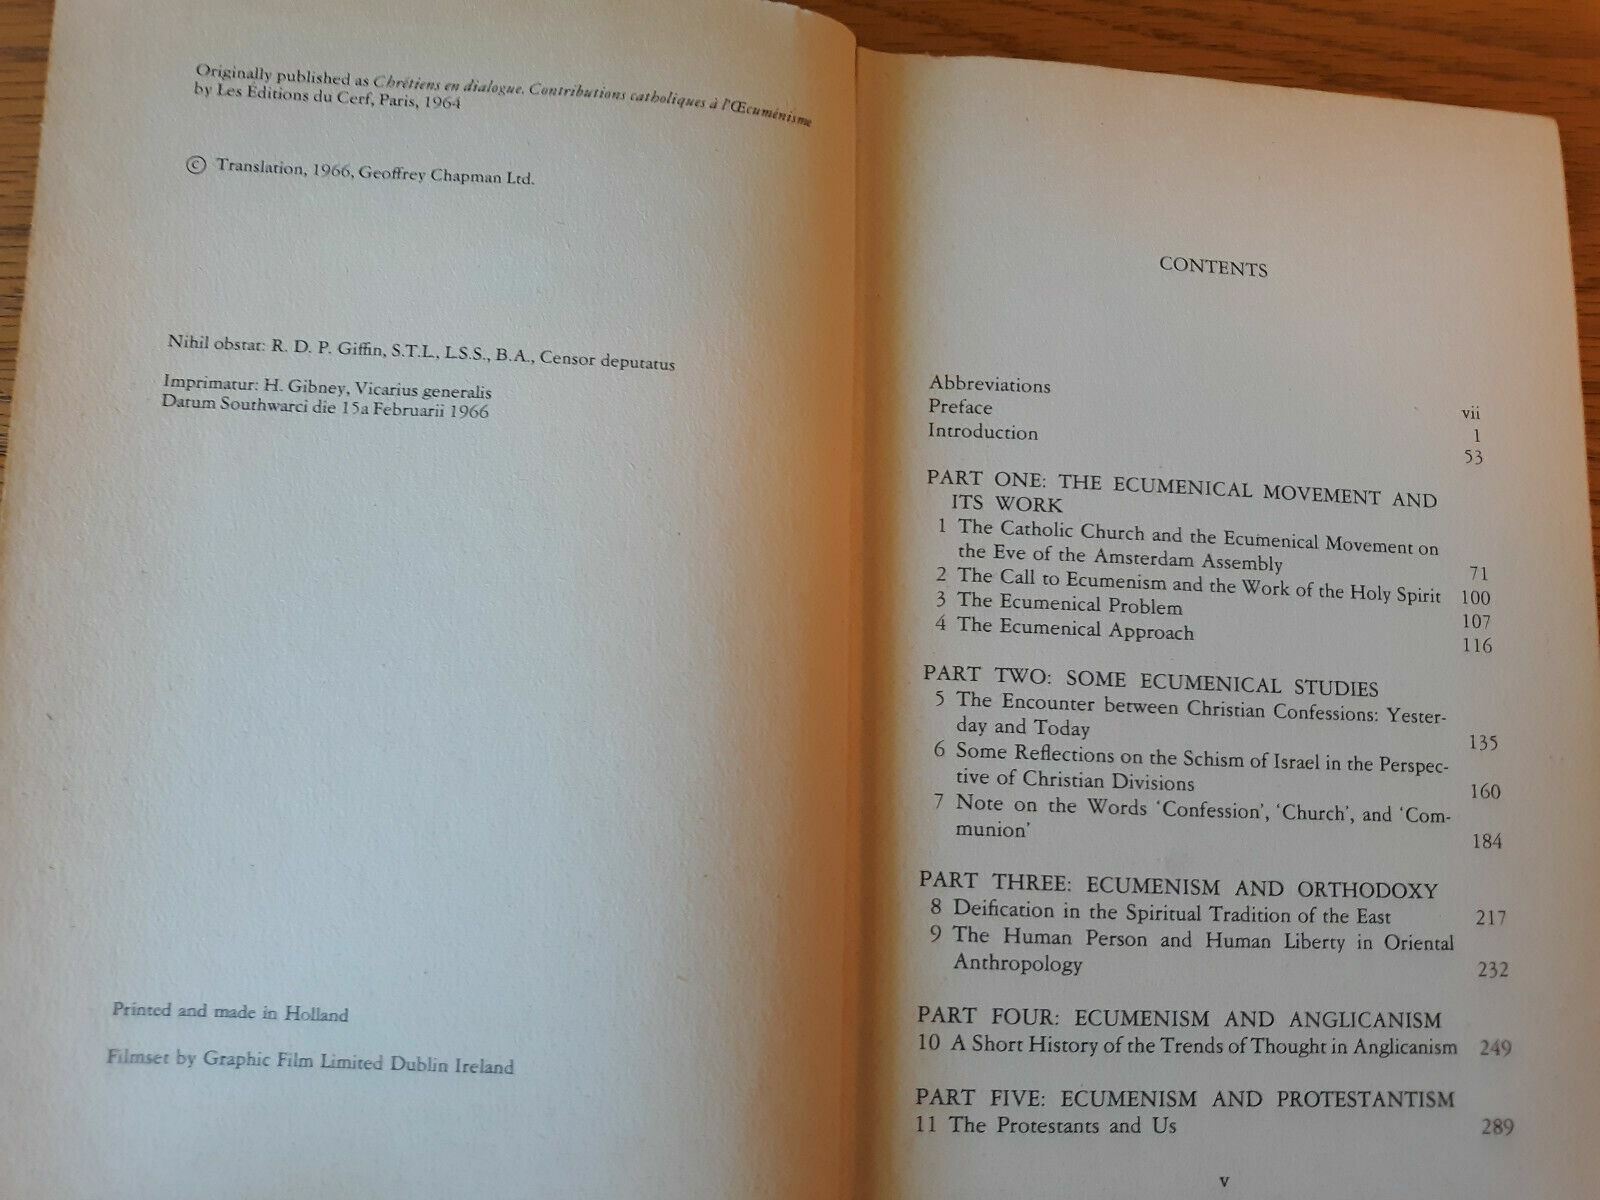 Originally published as Chrétiens en dialogue. Contributions catholiques à l'Œcuménisme
by Les Éditions du Cerf, Paris, 1964
© Translation, 1966, Geoffrey Chapman Ltd.
Nihil obstat: R. D. P. Giffin, S.T.L., L.S.S., B.A., Censor deputatus
Imprimatur: H. Gibney, Vicarius generalis
Datum Southwarci die 15a Februarii 1966
Printed and made in Holland
Filmset by Graphic Film Limited Dublin Ireland
CONTENTS
Abbreviations vii
Preface 1
Introduction 53
PART ONE: THE ECUMENICAL MOVEMENT AND
ITS WORK
1 The Catholic Church and the Ecumenical Movement on
the Eve of the Amsterdam Assembly 71
2 The Call to Ecumenism and the Work of the Holy Spirit 100
3 The Ecumenical Problem 107
4 The Ecumenical Approach 116
PART TWO: SOME ECUMENICAL STUDIES
5 The Encounter between Christian Confessions: Yester-
day and Today 135
6 Some Reflections on the Schism of Israel in the Perspec-
tive of Christian Divisions 160
7 Note on the Words ‘Confession’, ‘Church’, and ‘Com-
munion’ 184
PART THREE: ECUMENISM AND ORTHODOXY
8 Deification in the Spiritual Tradition of the East 217
9 The Human Person and Human Liberty in Oriental
Anthropology 232
PART FOUR: ECUMENISM AND ANGLICANISM
10 A Short History of the Trends of Thought in Anglicanism 249
PART FIVE: ECUMENISM AND PROTESTANTISM
11 The Protestants and Us 289
v